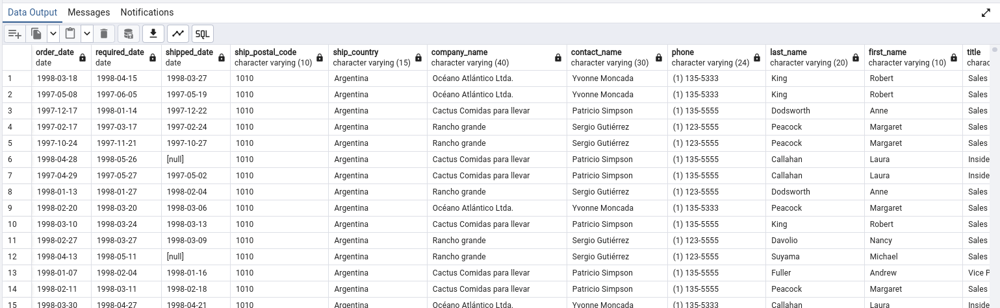 Data Output Messages Notifications
SQL
order_date required_date shipped_date ship_postal_code ship_country company_name contact_name phone last_name first_name title
date date date character varying (10) character varying (15) character varying (40) character varying (30) character varying (24) character varying (20) character varying (10) charac
1 1998-03-18 1998-04-15 1998-03-27 1010 Argentina Océano Atlántico Ltda. Yvonne Moncada (1) 135-5333 King Robert Sales
2 1997-05-08 1997-06-05 1997-05-19 1010 Argentina Océano Atlántico Ltda. Yvonne Moncada (1) 135-5333 King Robert Sales
3 1997-12-17 1998-01-14 1997-12-22 1010 Argentina Cactus Comidas para llevar Patricio Simpson (1) 135-5555 Dodsworth Anne Sales
4 1997-02-17 1997-03-17 1997-02-24 1010 Argentina Rancho grande Sergio Gutiérrez (1) 123-5555 Peacock Margaret Sales
5 1997-10-24 1997-11-21 1997-10-27 1010 Argentina Rancho grande Sergio Gutiérrez (1) 123-5555 Peacock Margaret Sales
6 1998-04-28 1998-05-26 [null] 1010 Argentina Cactus Comidas para llevar Patricio Simpson (1) 135-5555 Callahan Laura Inside
7 1997-04-29 1997-05-27 1997-05-02 1010 Argentina Cactus Comidas para llevar Patricio Simpson (1) 135-5555 Callahan Laura Inside
8 1998-01-13 1998-01-27 1998-02-04 1010 Argentina Rancho grande Sergio Gutiérrez (1) 123-5555 Dodsworth Anne Sales
9 1998-02-20 1998-03-20 1998-03-06 1010 Argentina Océano Atlántico Ltda. Yvonne Moncada (1) 135-5333 Peacock Margaret Sales
10 1998-03-10 1998-03-24 1998-03-13 1010 Argentina Cactus Comidas para llevar Patricio Simpson (1) 135-5555 King Robert Sales
11 1998-02-27 1998-03-27 1998-03-09 1010 Argentina Rancho grande Sergio Gutiérrez (1) 123-5555 Davolio Nancy Sales
12 1998-04-13 1998-05-11 [null] 1010 Argentina Rancho grande Sergio Gutiérrez (1) 123-5555 Suyama Michael Sales
13 1998-01-07 1998-02-04 1998-01-16 1010 Argentina Cactus Comidas para llevar Patricio Simpson (1) 135-5555 Fuller Andrew Vice P
14 1998-02-11 1998-03-11 1998-02-18 1010 Argentina Cactus Comidas para llevar Patricio Simpson (1) 135-5555 Peacock Margaret Sales
15 1998-03-30 1998-04-27 1998-04-21 1010 Argentina Océano Atlántico Ltda. Yvonne Moncada (1) 135-5333 Callahan Laura Inside